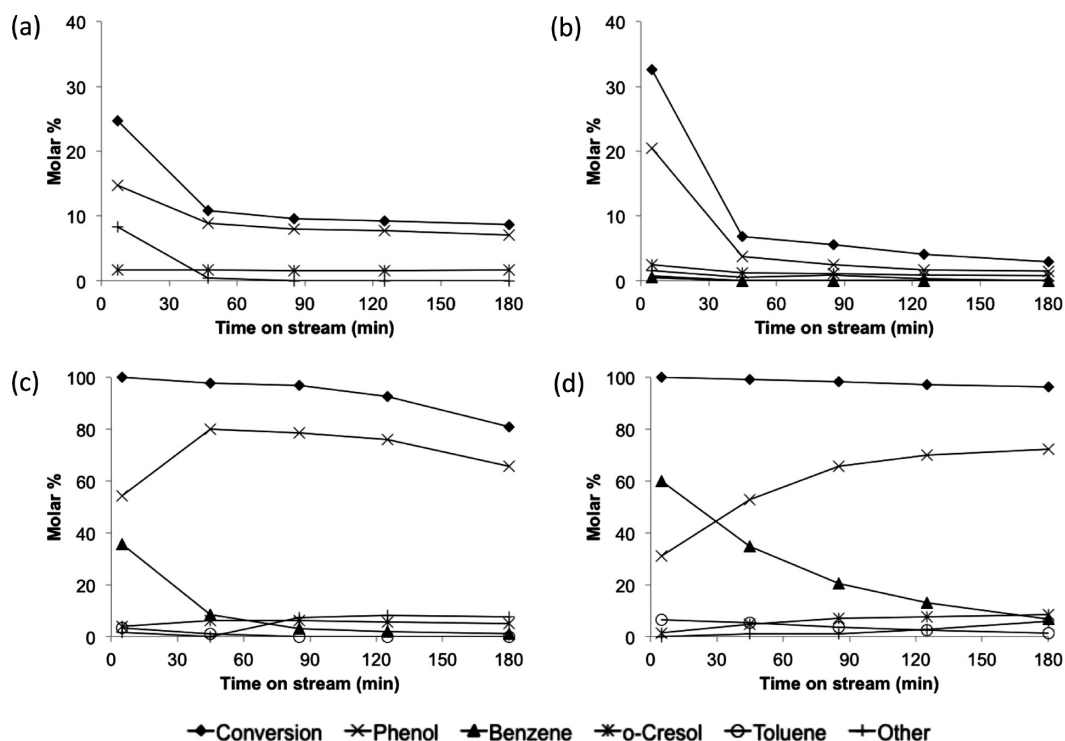 (a)
40
30
20
10
0
Molar %
0 30 60 90 120 150 180
Time on stream (min)
(b)
40
30
20
10
0
Molar %
0 30 60 90 120 150 180
Time on stream (min)
(c)
100
80
60
40
20
0
Molar %
0 30 60 90 120 150 180
Time on stream (min)
(d)
100
80
60
40
20
0
Molar %
0 30 60 90 120 150 180
Time on stream (min)
Conversion Phenol Benzene o-Cresol Toluene Other